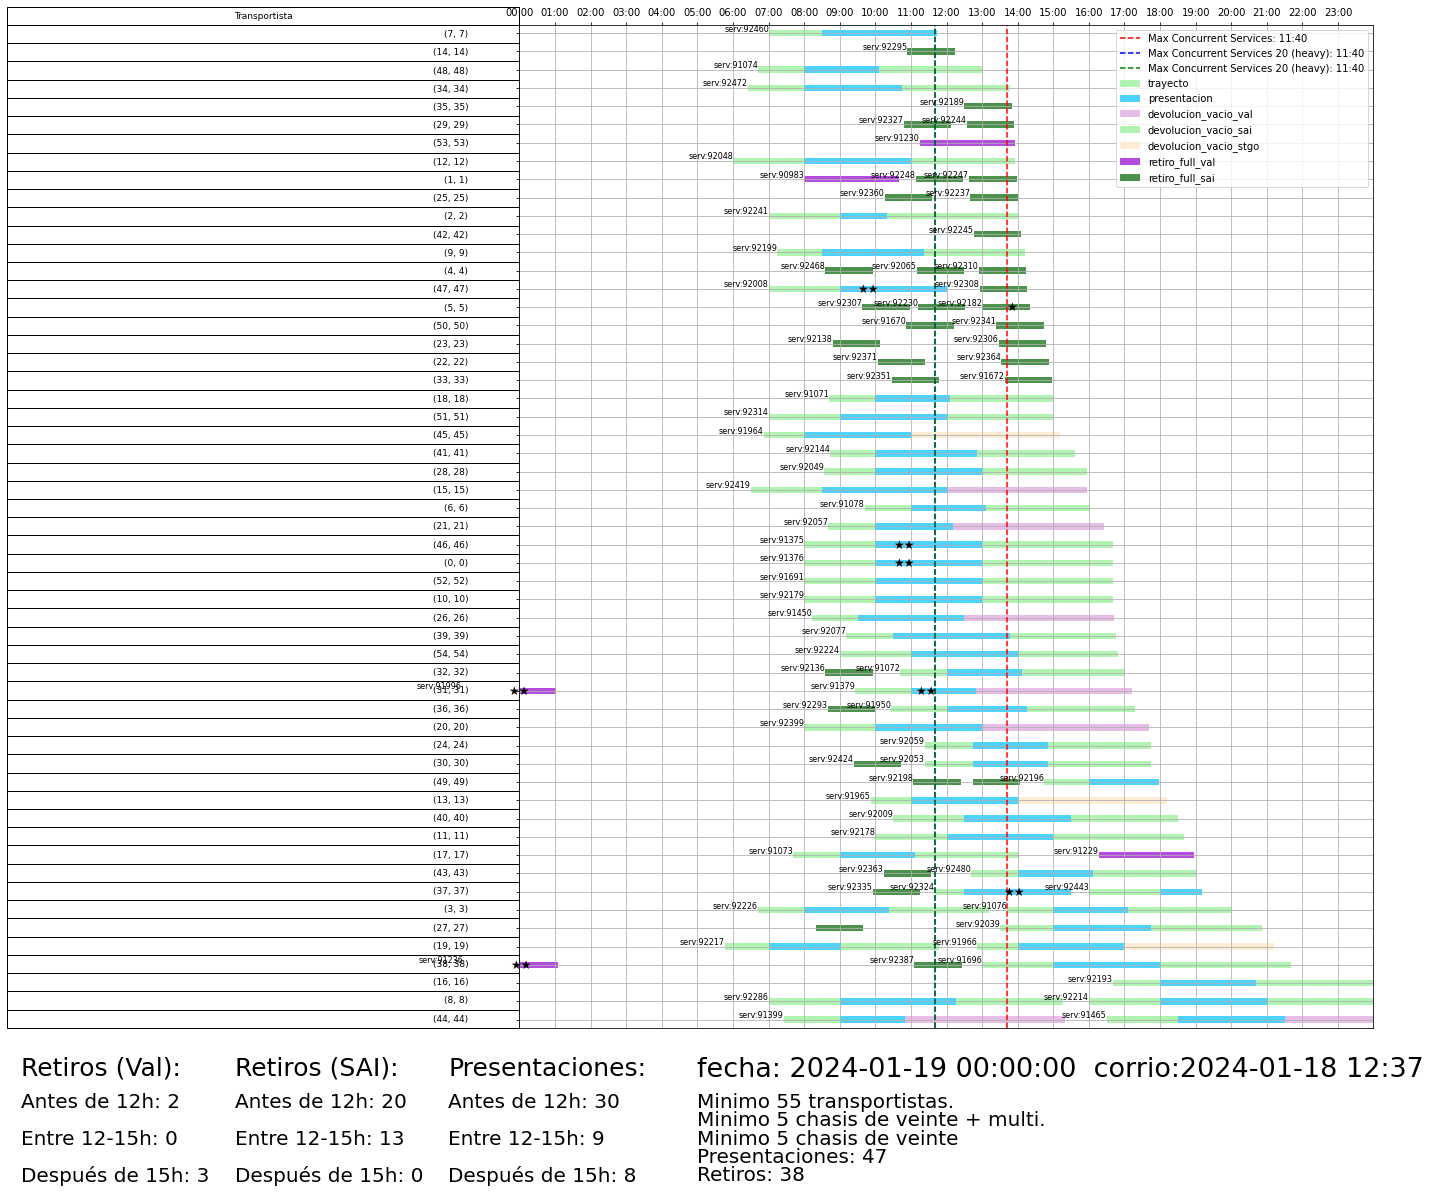 Transportista
00:00 01:00 02:00 03:00 04:00 05:00 06:00 07:00 08:00 09:00 10:00 11:00 12:00 13:00 14:00 15:00 16:00 17:00 18:00 19:00 20:00 21:00 22:00 23:00
Max Concurrent Services: 11:40
Max Concurrent Services 20 (heavy): 11:40
Max Concurrent Services 20 (heavy): 11:40
trayecto
presentacion
devolucion_vacio_val
devolucion_vacio_sai
devolucion_vacio_stgo
retiro_full_val
retiro_full_sai
(7, 7) serv:92460
(14, 14) serv:92295
(48, 48) serv:91074
(34, 34) serv:92472
(35, 35) serv:92189
(29, 29) serv:92327 serv:92244
(53, 53) serv:91230
(12, 12) serv:92048
(1, 1) serv:90983 serv:92248 serv:92247
(25, 25) serv:92360 serv:92237
(2, 2) serv:92241
(42, 42) serv:92245
(9, 9) serv:92199
(4, 4) serv:92468 serv:92065 serv:92310
(47, 47) serv:92008 serv:92308
(5, 5) serv:92307 serv:92230 serv:92182
(50, 50) serv:91670 serv:92341
(23, 23) serv:92138 serv:92306
(22, 22) serv:92371 serv:92364
(33, 33) serv:92351 serv:91672
(18, 18) serv:91071
(51, 51) serv:92314
(45, 45) serv:91964
(41, 41) serv:92144
(28, 28) serv:92049
(15, 15) serv:92419
(6, 6) serv:91078
(21, 21) serv:92057
(46, 46) serv:91375
(0, 0) serv:91376
(52, 52) serv:91691
(10, 10) serv:92179
(26, 26) serv:91450
(39, 39) serv:92077
(54, 54) serv:92224
(32, 32) serv:92136 serv:91072
(31, 31) serv:91996 serv:91379
(36, 36) serv:92293 serv:91950
(20, 20) serv:92399
(24, 24) serv:92059
(30, 30) serv:92424 serv:92053
(49, 49) serv:92198 serv:92196
(13, 13) serv:91965
(40, 40) serv:92009
(11, 11) serv:92178
(17, 17) serv:91073 serv:91229
(43, 43) serv:92363 serv:92480
(37, 37) serv:92335 serv:92324 serv:92443
(3, 3) serv:92226 serv:91076
(27, 27) serv:92039
(19, 19) serv:92217 serv:91966
(38, 38) serv:91236 serv:92387 serv:91696
(16, 16) serv:92193
(8, 8) serv:92286 serv:92214
(44, 44) serv:91399 serv:91465
Retiros (Val):
Antes de 12h: 2
Entre 12-15h: 0
Después de 15h: 3
Retiros (SAI):
Antes de 12h: 20
Entre 12-15h: 13
Después de 15h: 0
Presentaciones:
Antes de 12h: 30
Entre 12-15h: 9
Después de 15h: 8
fecha: 2024-01-19 00:00:00 corrio:2024-01-18 12:37
Minimo 55 transportistas.
Minimo 5 chasis de veinte + multi.
Minimo 5 chasis de veinte
Presentaciones: 47
Retiros: 38